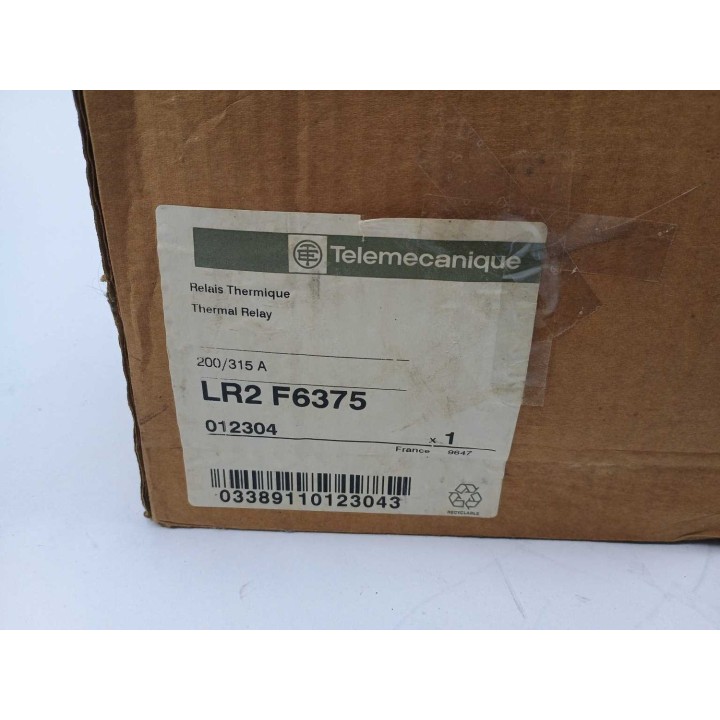 Telemecanique
Relais Thermique
Thermal Relay
200/315 A
LR2 F6375
012304
x 1
France 9647
03389110123043
RECYCLABLE